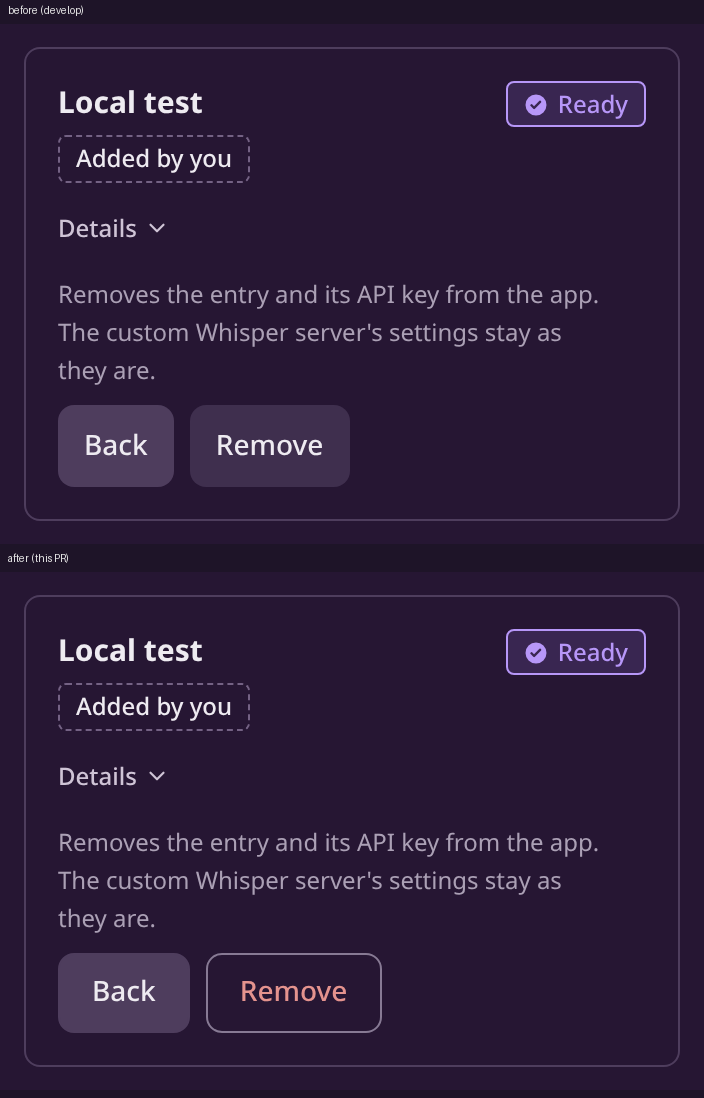 before (develop)
Local test
Ready
Added by you
Details
Removes the entry and its API key from the app.
The custom Whisper server's settings stay as
they are.
Back
Remove
after (this PR)
Local test
Ready
Added by you
Details
Removes the entry and its API key from the app.
The custom Whisper server's settings stay as
they are.
Back
Remove